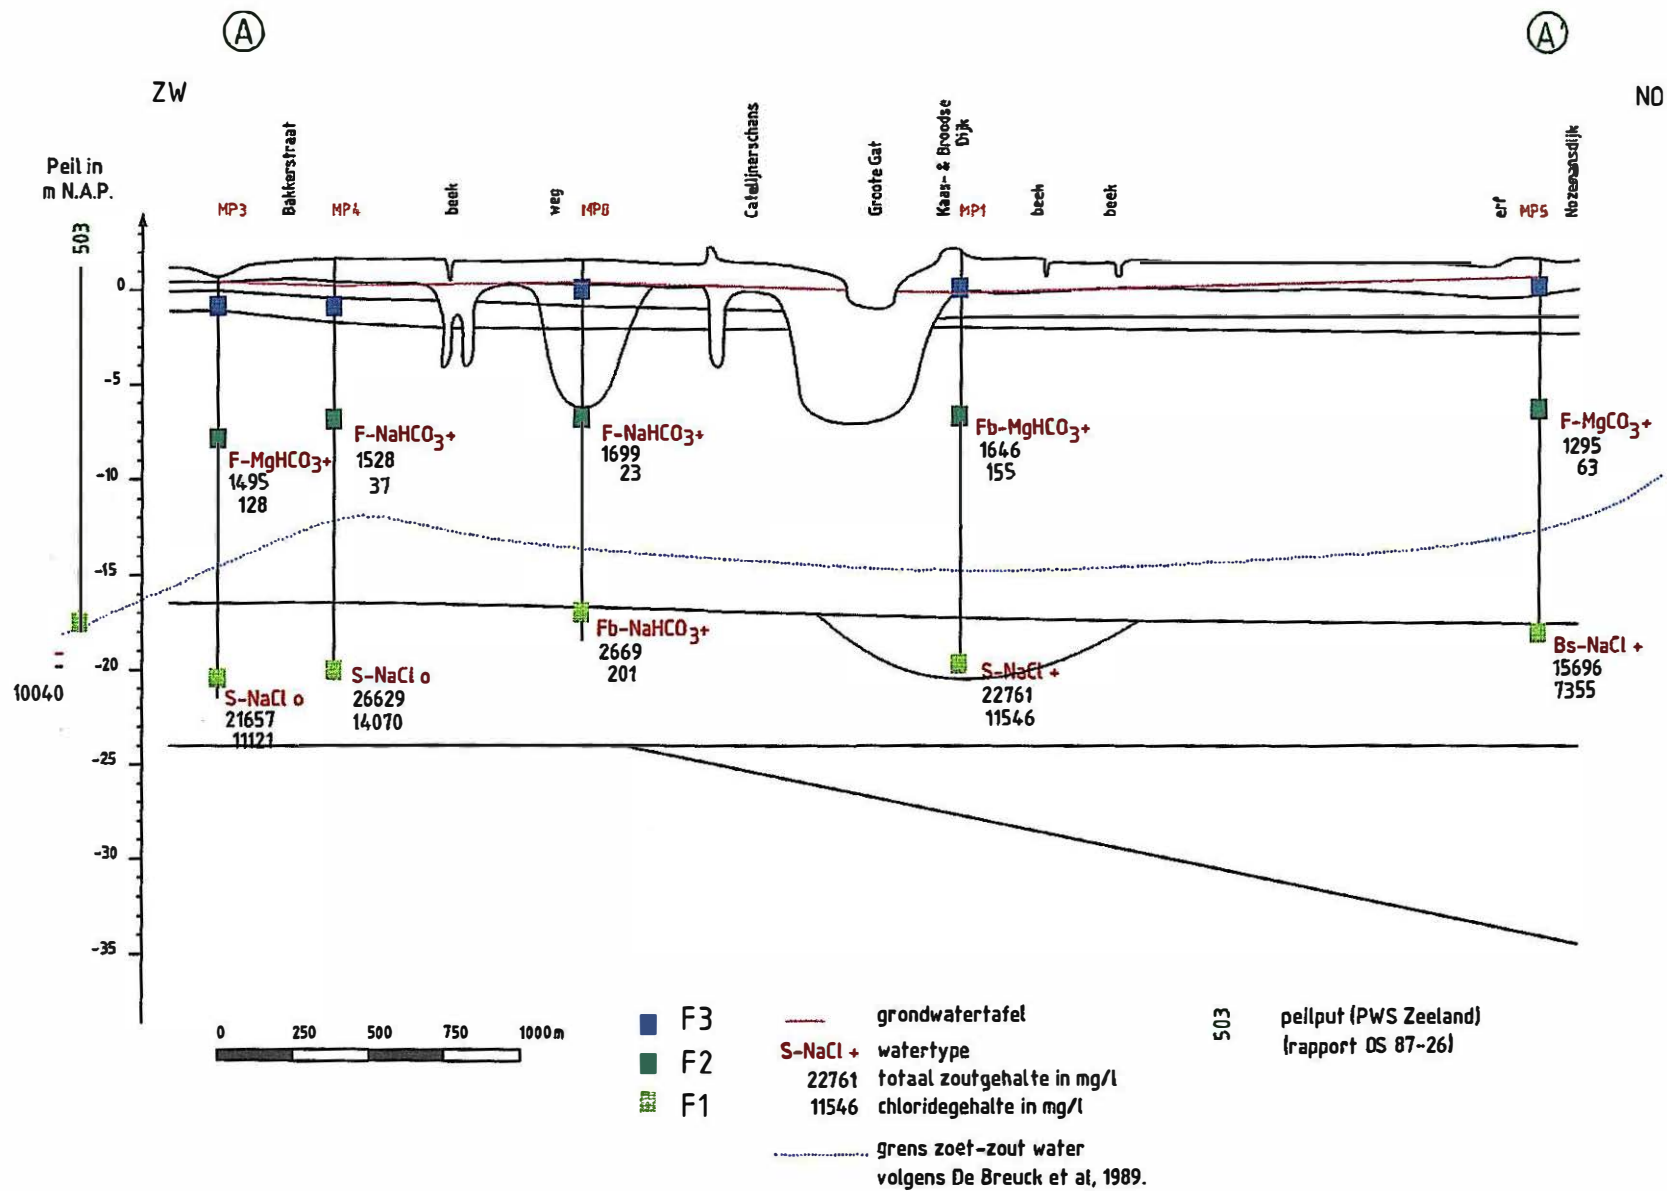 A
A'
ZW
NO
Peil in
m N.A.P.
503
MP3
Bakkerstraat
MP4
beek
weg
MP8
Catelijnerschans
Groote Gat
Kaas- & Broodse
Dijk
MP1
beek
beek
erf
MP5
Nozemansdijk
0
-5
-10
-15
-20
-25
-30
-35
F-MgHCO3+
1495
128
F-NaHCO3+
1528
37
F-NaHCO3+
1699
23
Fb-MgHCO3+
1646
155
F-MgCO3+
1295
63
10040
S-NaCl o
21657
11121
S-NaCl o
26629
14070
Fb-NaHCO3+
2669
201
S-NaCl +
22761
11546
Bs-NaCl +
15696
7355
0 250 500 750 1000m
F3
F2
F1
grondwatertafel
S-NaCl + watertype
22761 totaal zoutgehalte in mg/l
11546 chloridegehalte in mg/l
grens zoet-zout water
volgens De Breuck et al, 1989.
503
peilput (PWS Zeeland)
(rapport OS 87-26)